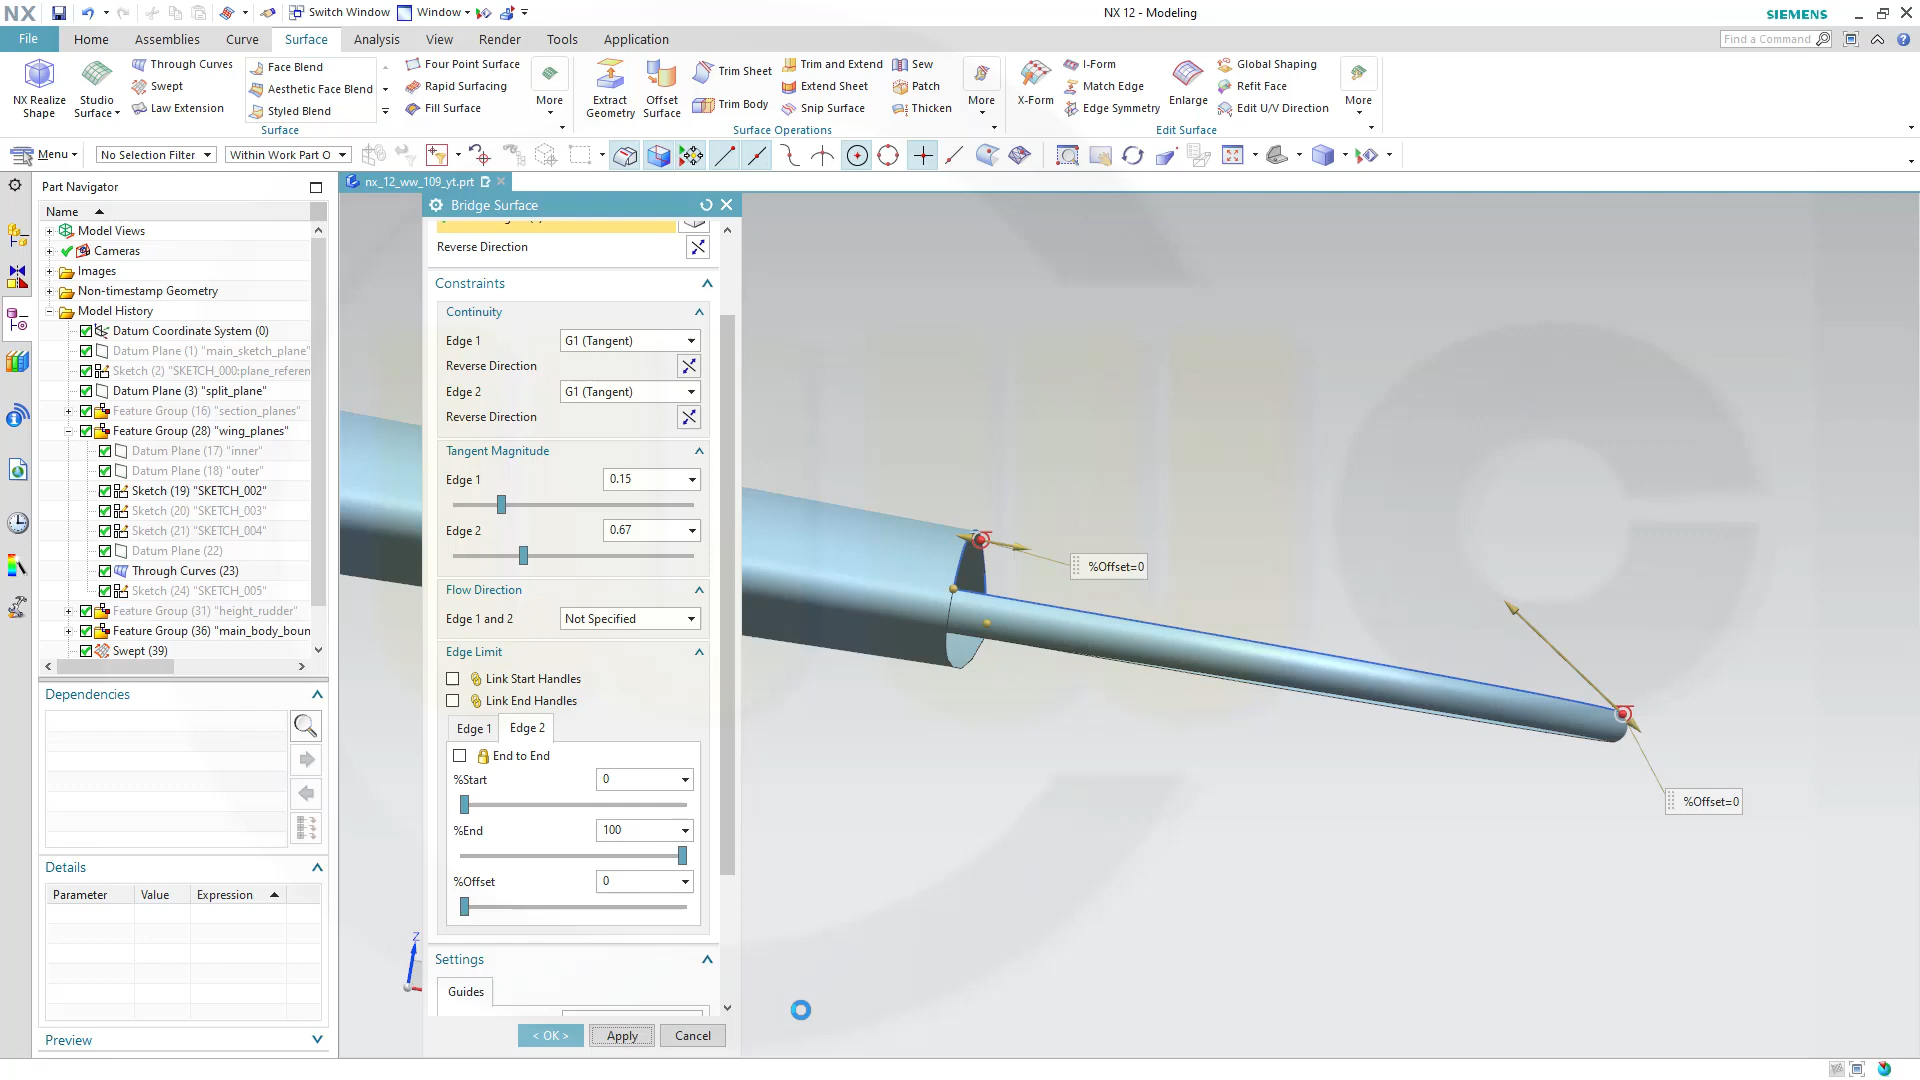 NX
Switch Window
Window
NX 12 - Modeling
SIEMENS
File
Home
Assemblies
Curve
Surface
Analysis
View
Render
Tools
Application
Find a Command
NX Realize
Shape
Studio
Surface
Through Curves
Swept
Law Extension
Face Blend
Aesthetic Face Blend
Styled Blend
Surface
Four Point Surface
Rapid Surfacing
Fill Surface
More
Extract
Geometry
Offset
Surface
Trim Sheet
Trim Body
Trim and Extend
Extend Sheet
Snip Surface
Sew
Patch
Thicken
More
Surface Operations
X-Form
I-Form
Match Edge
Edge Symmetry
Enlarge
Global Shaping
Refit Face
Edit U/V Direction
More
Edit Surface
Menu
No Selection Filter
Within Work Part O
Part Navigator
nx_12_ww_109_yt.prt
Name
Model Views
Cameras
Images
Non-timestamp Geometry
Model History
Datum Coordinate System (0)
Datum Plane (1) "main_sketch_plane"
Sketch (2) "SKETCH_000:plane_referen
Datum Plane (3) "split_plane"
Feature Group (16) "section_planes"
Feature Group (28) "wing_planes"
Datum Plane (17) "inner"
Datum Plane (18) "outer"
Sketch (19) "SKETCH_002"
Sketch (20) "SKETCH_003"
Sketch (21) "SKETCH_004"
Datum Plane (22)
Through Curves (23)
Sketch (24) "SKETCH_005"
Feature Group (31) "height_rudder"
Feature Group (36) "main_body_boun
Swept (39)
Dependencies
Details
Parameter
Value
Expression
Preview
Bridge Surface
Reverse Direction
Constraints
Continuity
Edge 1
G1 (Tangent)
Reverse Direction
Edge 2
G1 (Tangent)
Reverse Direction
Tangent Magnitude
Edge 1
0.15
Edge 2
0.67
Flow Direction
Edge 1 and 2
Not Specified
Edge Limit
Link Start Handles
Link End Handles
Edge 1
Edge 2
End to End
%Start
0
%End
100
%Offset
0
Settings
Guides
< OK >
Apply
Cancel
%Offset=0
%Offset=0
Z